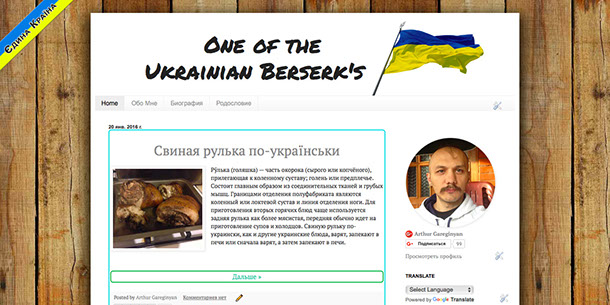 Єдина Країна
One of the
Ukrainian Berserk's
Home
Обо Мне
Биография
Родословие
20 янв. 2016 г.
Свиная рулька по-українськи
Ру́лька (голяшка) — часть окорока (сырого или копчёного),
прилегающая к коленному суставу; голень или предплечье.
Состоит главным образом из соединительных тканей и грубых
мышц. Границами отделения полуфабриката являются
коленный или локтевой сустав и линия отделения ноги. Для
приготовления вторых горячих блюд чаще используется
задняя рулька как более мясистая, передняя обычно идет на
приготовление супов и холодцов. Свиную рульку по-
украински, как и другие украинские блюда, варят, запекают в
печи или сначала варят, а затем запекают в печи.
Дальше »
Posted by Arthur Gareginyan
Комментариев нет
Arthur Gareginyan
G+ Подписаться
Просмотреть профиль
TRANSLATE
Select Language
Powered by Google Translate